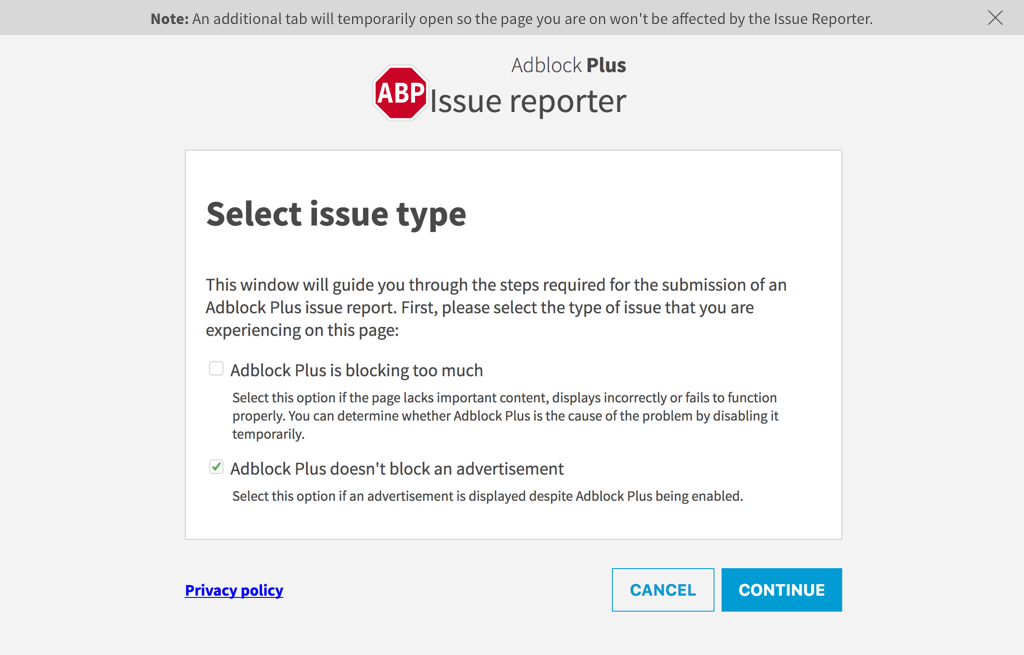 Note: An additional tab will temporarily open so the page you are on won't be affected by the Issue Reporter.
Adblock Plus
ABP Issue reporter
Select issue type
This window will guide you through the steps required for the submission of an
Adblock Plus issue report. First, please select the type of issue that you are
experiencing on this page:
Adblock Plus is blocking too much
Select this option if the page lacks important content, displays incorrectly or fails to function
properly. You can determine whether Adblock Plus is the cause of the problem by disabling it
temporarily.
Adblock Plus doesn't block an advertisement
Select this option if an advertisement is displayed despite Adblock Plus being enabled.
Privacy policy
CANCEL
CONTINUE